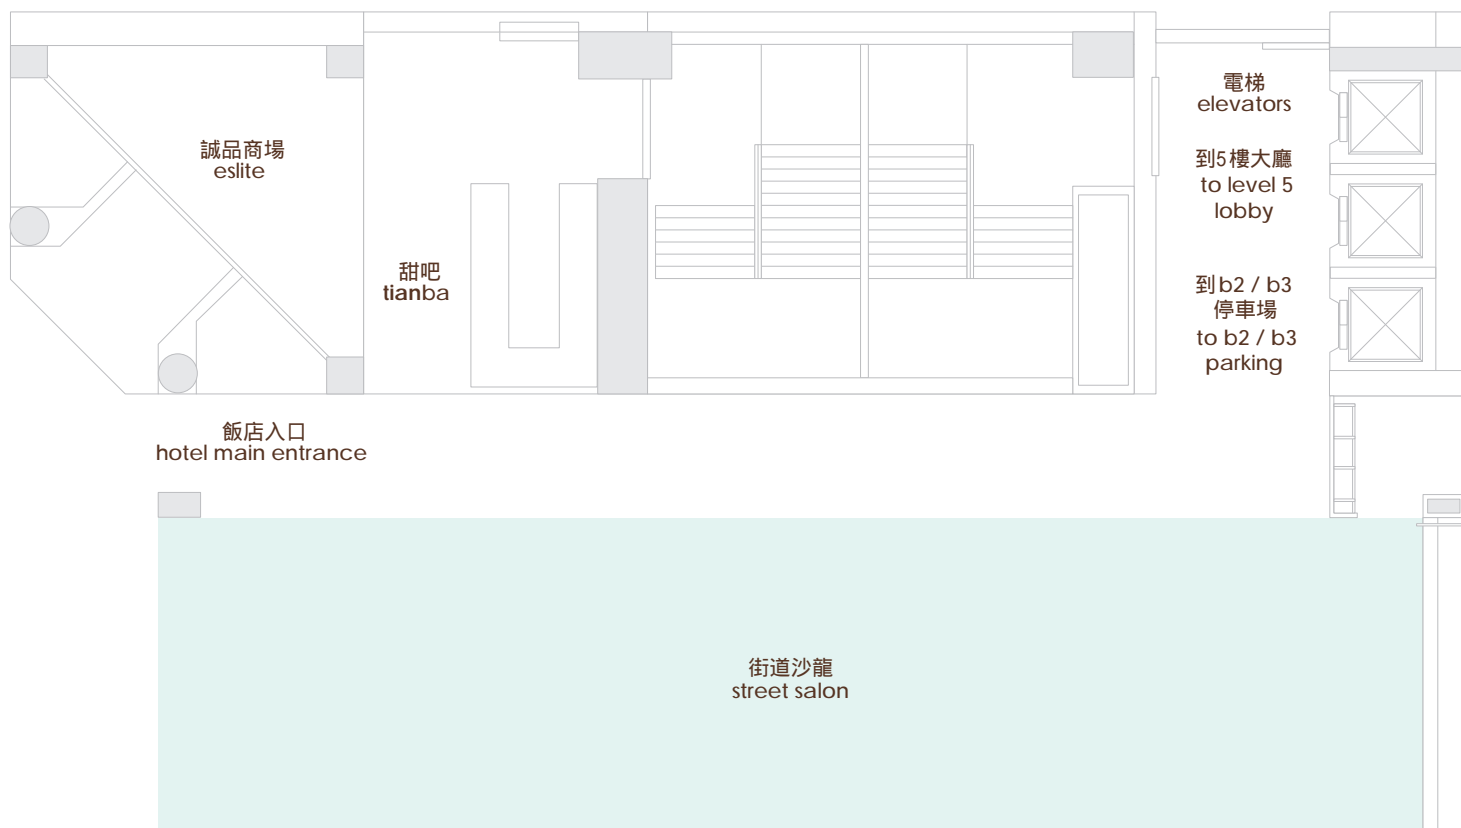 誠品商場
eslite
甜吧
tianba
電梯
elevators
到5樓大廳
to level 5
lobby
到b2 / b3
停車場
to b2 / b3
parking
飯店入口
hotel main entrance
街道沙龍
street salon